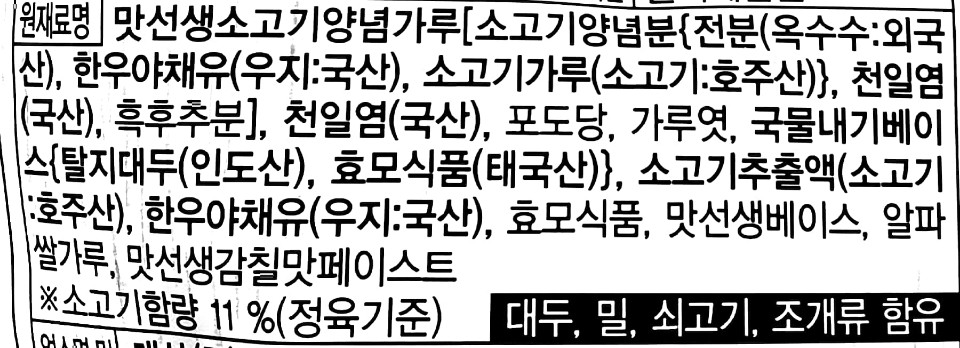 원재료명 맛선생소고기양념가루[소고기양념분{전분(옥수수:외국
산), 한우야채유(우지:국산), 소고기가루(소고기:호주산)}, 천일염
(국산), 흑후추분], 천일염(국산), 포도당, 가루엿, 국물내기베이
스{탈지대두(인도산), 효모식품(태국산)}, 소고기추출액(소고기
:호주산), 한우야채유(우지:국산), 효모식품, 맛선생베이스, 알파
쌀가루, 맛선생감칠맛페이스트
※소고기함량 11 %(정육기준)
대두, 밀, 쇠고기, 조개류 함유